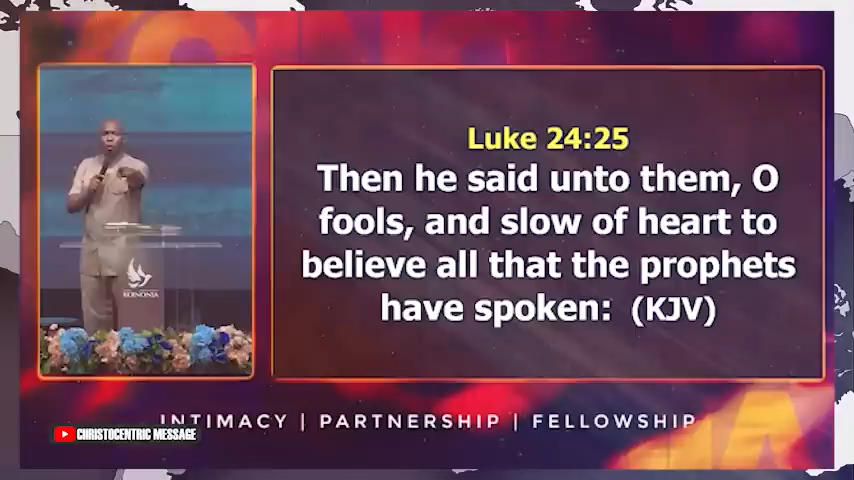 Luke 24:25
Then he said unto them, O
fools, and slow of heart to
believe all that the prophets
have spoken: (KJV)
KOINONIA
INTIMACY | PARTNERSHIP | FELLOWSHIP
CHRISTOCENTRIC MESSAGE